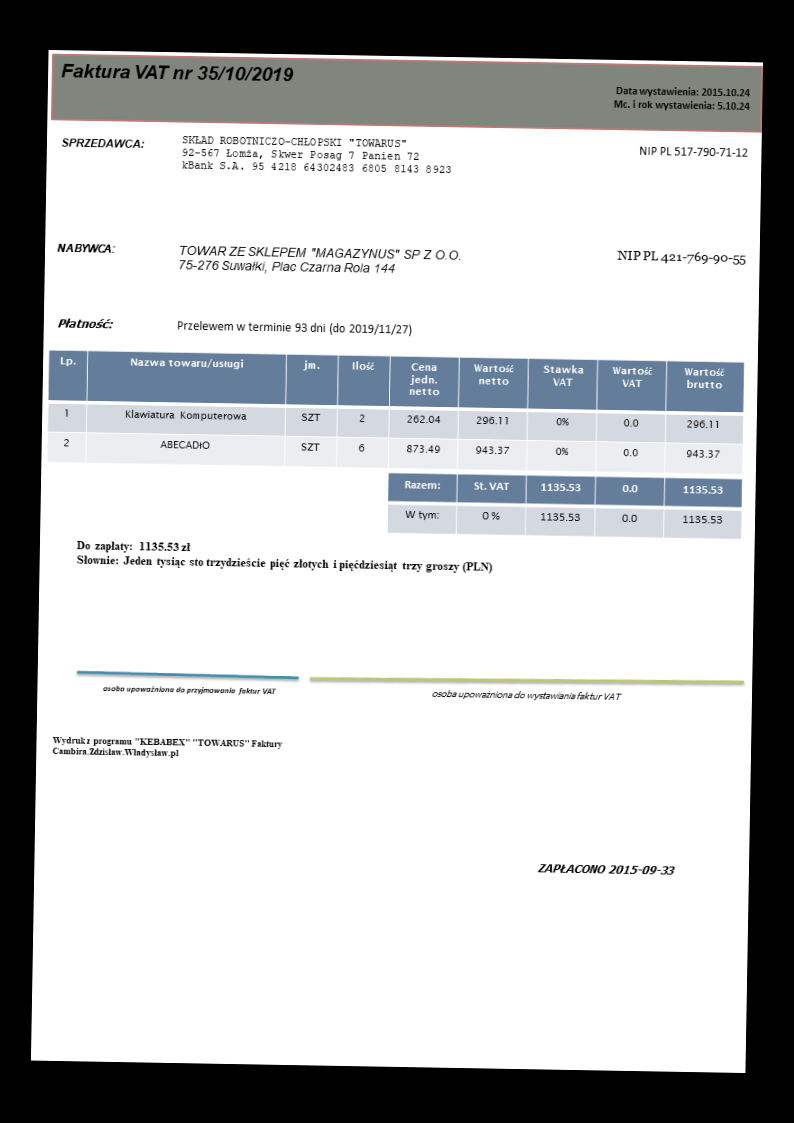 Faktura VAT nr 35/10/2019
Data wystawienia: 2015.10.24
Mc. i rok wystawienia: 5.10.24
SPRZEDAWCA: SKŁAD ROBOTNICZO-CHŁOPSKI "TOWARUS" NIP PL 517-790-71-12
92-567 Łomża, Skwer Posag 7 Panien 72
kBank S.A. 95 4218 64302483 6805 8143 8923
NABYWCA: TOWAR ZE SKLEPEM "MAGAZYNUS" SP Z O.O. NIP PL 421-769-90-55
75-276 Suwałki, Plac Czarna Rola 144
Płatność: Przelewem w terminie 93 dni (do 2019/11/27)
Lp. Nazwa towaru/usługi jm. Ilość Cena jedn. netto Wartość netto Stawka VAT Wartość VAT Wartość brutto
1 Klawiatura Komputerowa SZT 2 262.04 296.11 0% 0.0 296.11
2 ABECADŁO SZT 6 873.49 943.37 0% 0.0 943.37
Razem: St. VAT 1135.53 0.0 1135.53
W tym: 0 % 1135.53 0.0 1135.53
Do zapłaty: 1135.53 zł
Słownie: Jeden tysiąc sto trzydzieście pięć złotych i pięćdziesiąt trzy groszy (PLN)
osoba upoważniona do przyjmowania faktur VAT osoba upoważniona do wystawiania faktur VAT
Wydruk z programu "KEBABEX" "TOWARUS" Faktury
Cambira.Zdzisław.Władysław.pl
ZAPŁACONO 2015-09-33